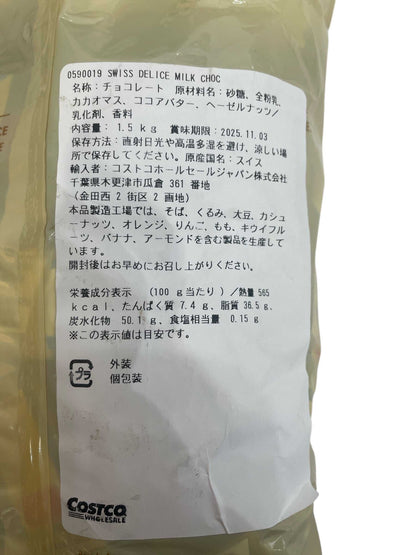 0590019 SWISS DELICE MILK CHOC
名称：チョコレート　原材料名：砂糖、全粉乳、
カカオマス、ココアバター、ヘーゼルナッツ／
乳化剤、香料
内容量：1.5kg　賞味期限：2025.11.03
保存方法：直射日光や高温多湿を避け、涼しい場
所で保存してください。原産国名：スイス
輸入者：コストコホールセールジャパン株式会社
千葉県木更津市瓜倉 361 番地
（金田西 2 街区 2 画地）
本品製造工場では、そば、くるみ、大豆、カシュ
ーナッツ、オレンジ、りんご、もも、キウイフル
ーツ、バナナ、アーモンドを含む製品を生産して
います。
開封後はお早めにお召し上がりください。
栄養成分表示　（100 g当たり）／熱量 565
kcal、たんぱく質 7.4 g、脂質 36.5 g、
炭水化物 50.1 g、食塩相当量 0.15 g
※この表示値は目安です。
プラ
外装
個包装
COSTCO
WHOLESALE